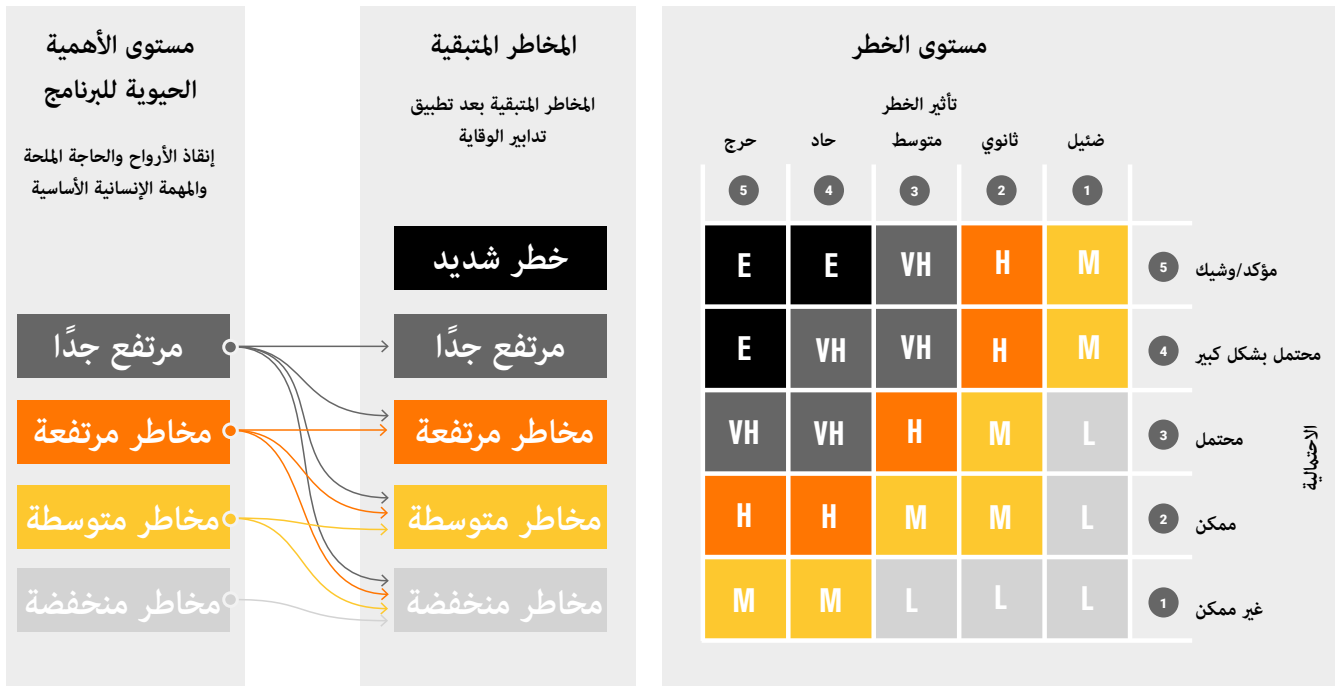 مستوى الخطر
تأثير الخطر
ضئيل ثانوي متوسط حاد حرج
1 2 3 4 5
مؤكد/وشيك 5 M H VH E E
محتمل بشكل كبير 4 M H VH VH E
محتمل 3 L M H VH VH
ممكن 2 L M M H H
غير ممكن 1 L L L M M
الاحتمالية
المخاطر المتبقية
المخاطر المتبقية بعد تطبيق
تدابير الوقاية
خطر شديد
مرتفع جدًا
مخاطر مرتفعة
مخاطر متوسطة
مخاطر منخفضة
مستوى الأهمية
الحيوية للبرنامج
إنقاذ الأرواح والحاجة الملحة
والمهمة الإنسانية الأساسية
مرتفع جدًا
مخاطر مرتفعة
مخاطر متوسطة
مخاطر منخفضة